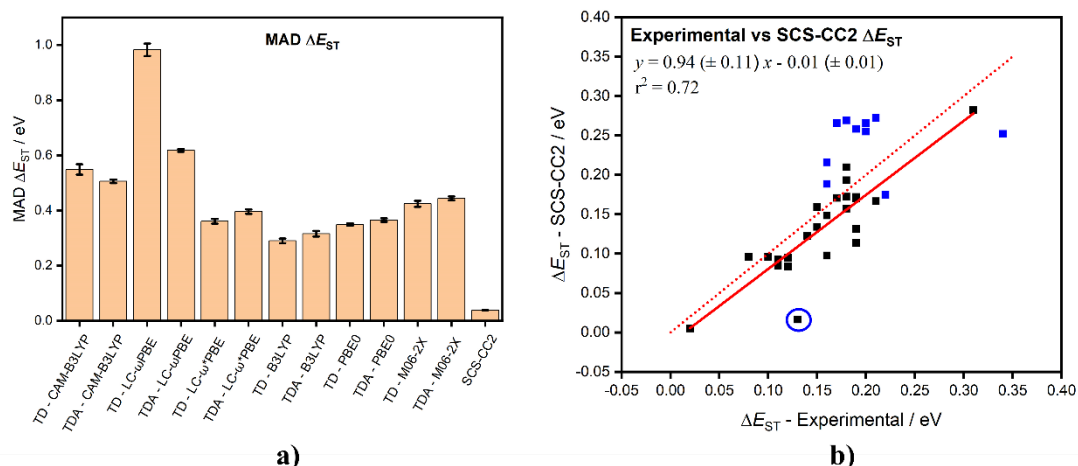 MAD ΔE_ST
1.0
0.8
0.6
0.4
0.2
0.0
MAD ΔE_ST / eV
TD - CAM-B3LYP
TDA - CAM-B3LYP
TD - LC-ωPBE
TDA - LC-ωPBE
TD - LC-ω*PBE
TDA - LC-ω*PBE
TD - B3LYP
TDA - B3LYP
TD - PBE0
TDA - PBE0
TD - M06-2X
TDA - M06-2X
SCS-CC2
a)
Experimental vs SCS-CC2 ΔE_ST
y = 0.94 (± 0.11) x - 0.01 (± 0.01)
r² = 0.72
0.40
0.35
0.30
0.25
0.20
0.15
0.10
0.05
0.00
-0.05
ΔE_ST - SCS-CC2 / eV
-0.05 0.00 0.05 0.10 0.15 0.20 0.25 0.30 0.35 0.40
ΔE_ST - Experimental / eV
b)